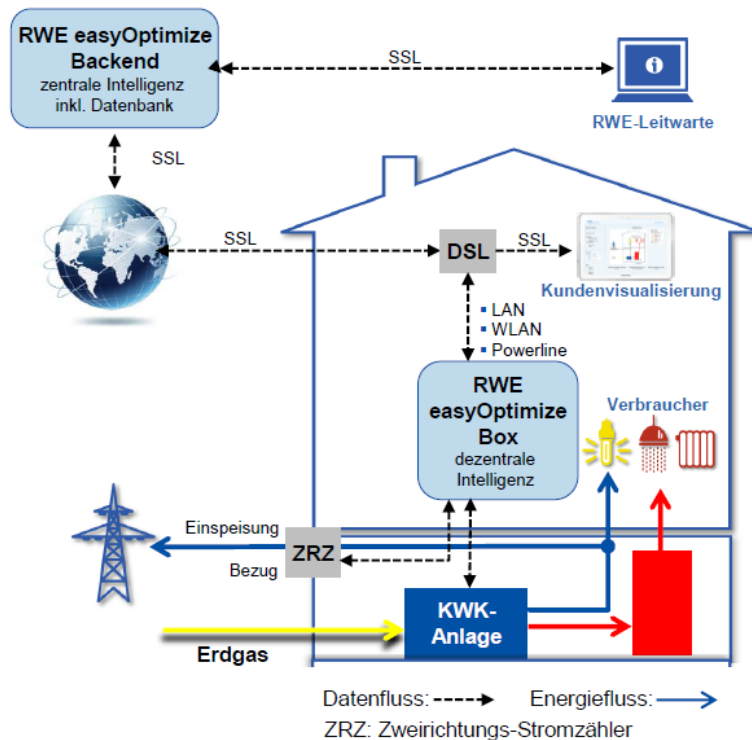 RWE easyOptimize
Backend
zentrale Intelligenz
inkl. Datenbank
SSL
RWE-Leitwarte
SSL
SSL
DSL
SSL
Kundenvisualisierung
LAN
WLAN
Powerline
RWE
easyOptimize
Box
dezentrale
Intelligenz
Verbraucher
Einspeisung
ZRZ
Bezug
KWK-
Anlage
Erdgas
Datenfluss: Energiefluss:
ZRZ: Zweirichtungs-Stromzähler